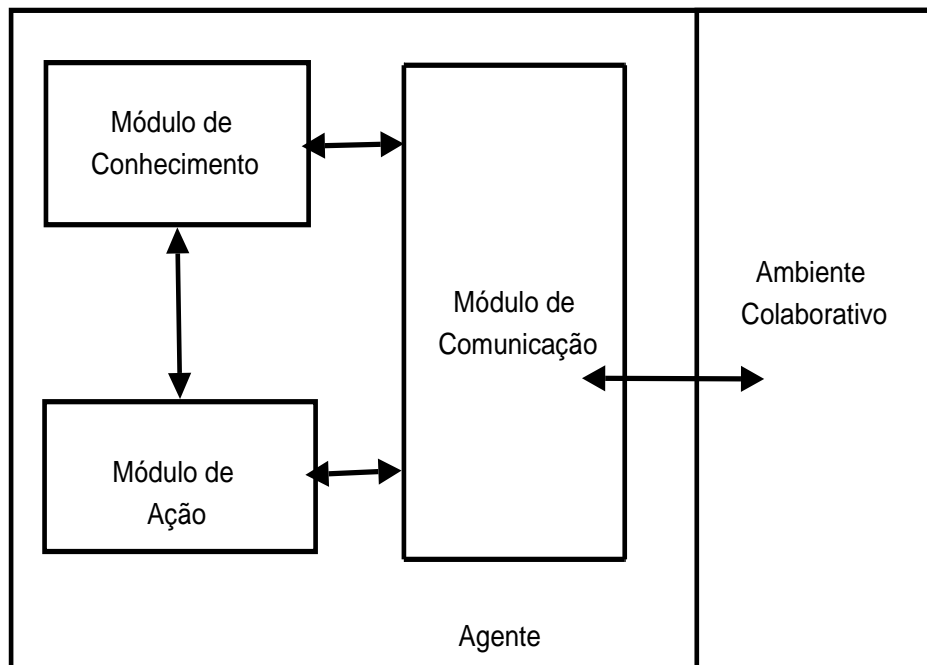 Módulo de
Conhecimento
Módulo de
Comunicação
Ambiente
Colaborativo
Módulo de
Ação
Agente